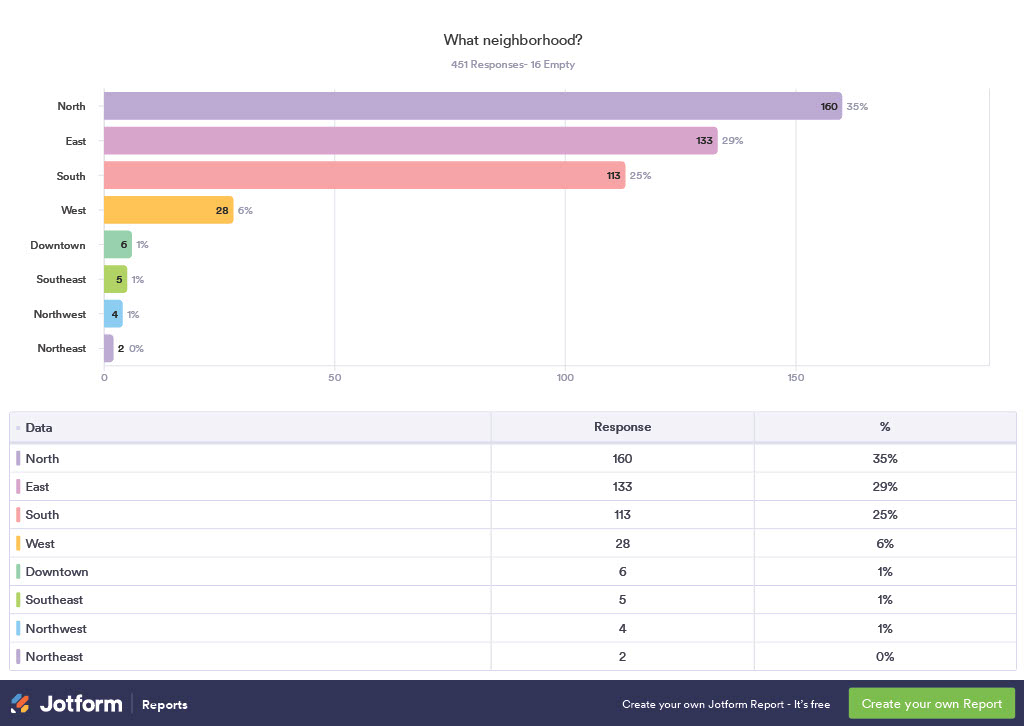 What neighborhood?
451 Responses- 16 Empty
North 160 35%
East 133 29%
South 113 25%
West 28 6%
Downtown 6 1%
Southeast 5 1%
Northwest 4 1%
Northeast 2 0%
0 50 100 150
Data Response %
North 160 35%
East 133 29%
South 113 25%
West 28 6%
Downtown 6 1%
Southeast 5 1%
Northwest 4 1%
Northeast 2 0%
Jotform Reports Create your own Jotform Report - It's free Create your own Report